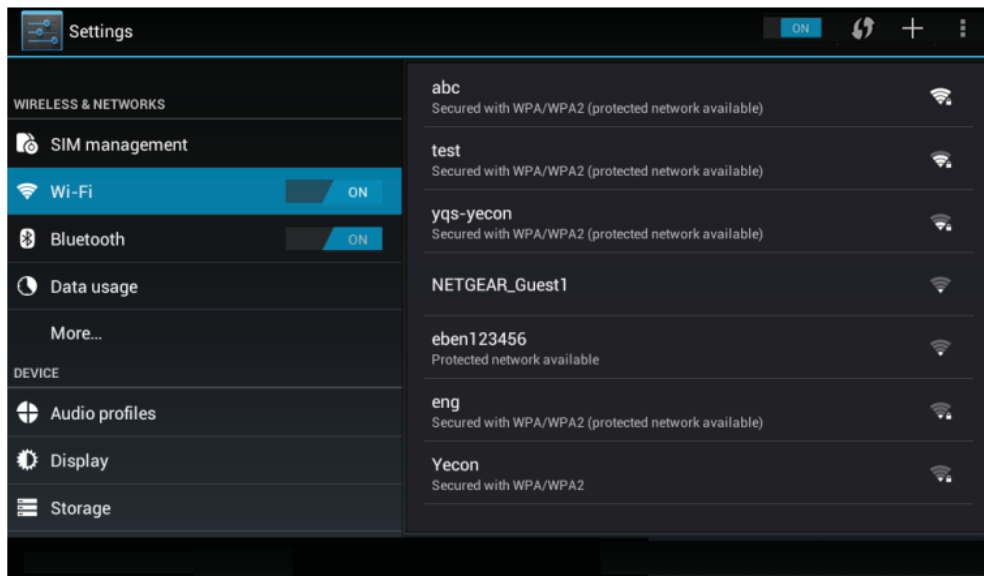 Settings
ON
WIRELESS & NETWORKS
SIM management
Wi-Fi
ON
Bluetooth
ON
Data usage
More...
DEVICE
Audio profiles
Display
Storage
abc
Secured with WPA/WPA2 (protected network available)
test
Secured with WPA/WPA2 (protected network available)
yqs-yecon
Secured with WPA/WPA2 (protected network available)
NETGEAR_Guest1
eben123456
Protected network available
eng
Secured with WPA/WPA2 (protected network available)
Yecon
Secured with WPA/WPA2